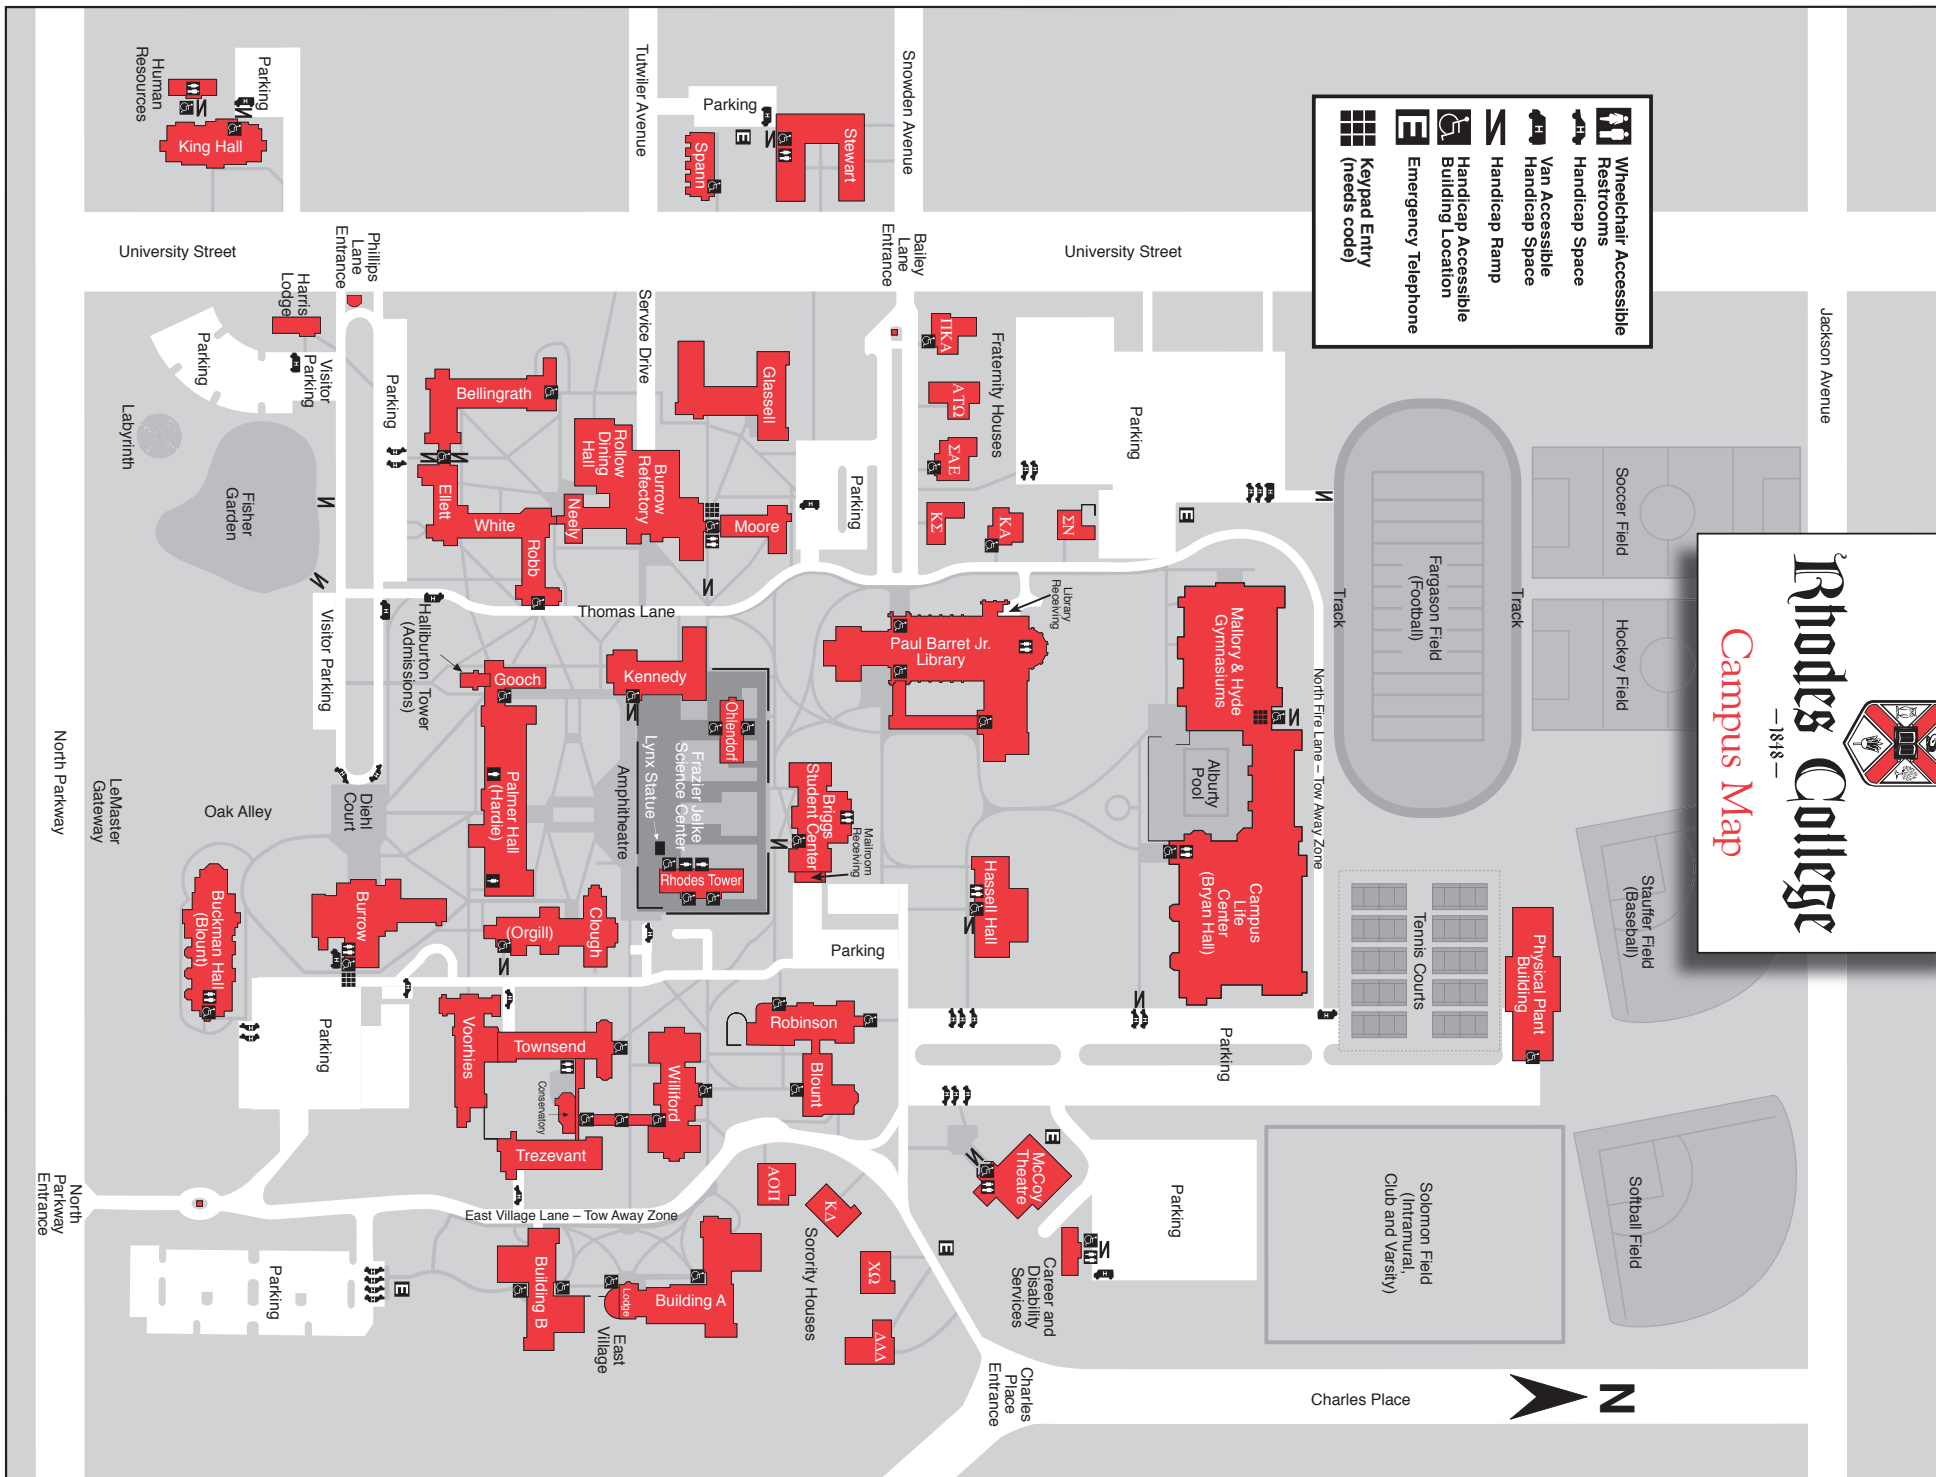 Rhodes College
—1848—
Campus Map
Wheelchair Accessible
Restrooms
Handicap Space
Van Accessible
Handicap Space
Handicap Ramp
Handicap Accessible
Building Location
Emergency Telephone
Keypad Entry
(needs code)
N
Jackson Avenue
Soccer Field
Hockey Field
Stauffer Field
(Baseball)
Softball Field
Track
Fargason Field
(Football)
Track
Tennis Courts
Physical Plant
Building
Solomon Field
(Intramural,
Club and Varsity)
Charles Place
North Fire Lane – Tow Away Zone
University Street
Parking
Mallory & Hyde
Gymnasiums
Alburty
Pool
Campus
Life
Center
(Bryan Hall)
Parking
Parking
Fraternity Houses
ΠΚΑ
ΑΤΩ
ΣΑΕ
ΚΣ
ΚΑ
ΣΝ
Library
Receiving
Paul Barret Jr.
Library
Hassell Hall
McCoy
Theatre
Career and
Disability
Services
Charles
Place
Entrance
Snowden Avenue
Bailey
Lane
Entrance
Stewart
Parking
Spann
Tutwiler Avenue
Glassell
Parking
Moore
Service Drive
Burrow
Refectory
Rollow
Dining
Hall
Neely
Briggs
Student Center
Mailroom
Receiving
Parking
Ohlendorf
Frazier Jelke
Science Center
Lynx Statue
Rhodes Tower
Amphitheatre
Kennedy
Thomas Lane
Robinson
Blount
Williford
Sorority Houses
ΑΟΠ
ΚΔ
ΧΩ
ΔΔΔ
Building A
Lodge
East
Village
Building B
East Village Lane – Tow Away Zone
Bellingrath
Ellett
White
Robb
Gooch
Halliburton Tower
(Admissions)
Palmer Hall
(Hardie)
Clough
(Orgill)
Townsend
Voorhies
Conservatory
Trezevant
Parking
Human
Resources
King Hall
University Street
Phillips
Lane
Entrance
Harris
Lodge
Parking
Visitor
Parking
Parking
Labyrinth
Fisher
Garden
Visitor Parking
Diehl
Court
Oak Alley
Burrow
Buckman Hall
(Blount)
Parking
Parking
LeMaster
Gateway
North Parkway
North
Parkway
Entrance